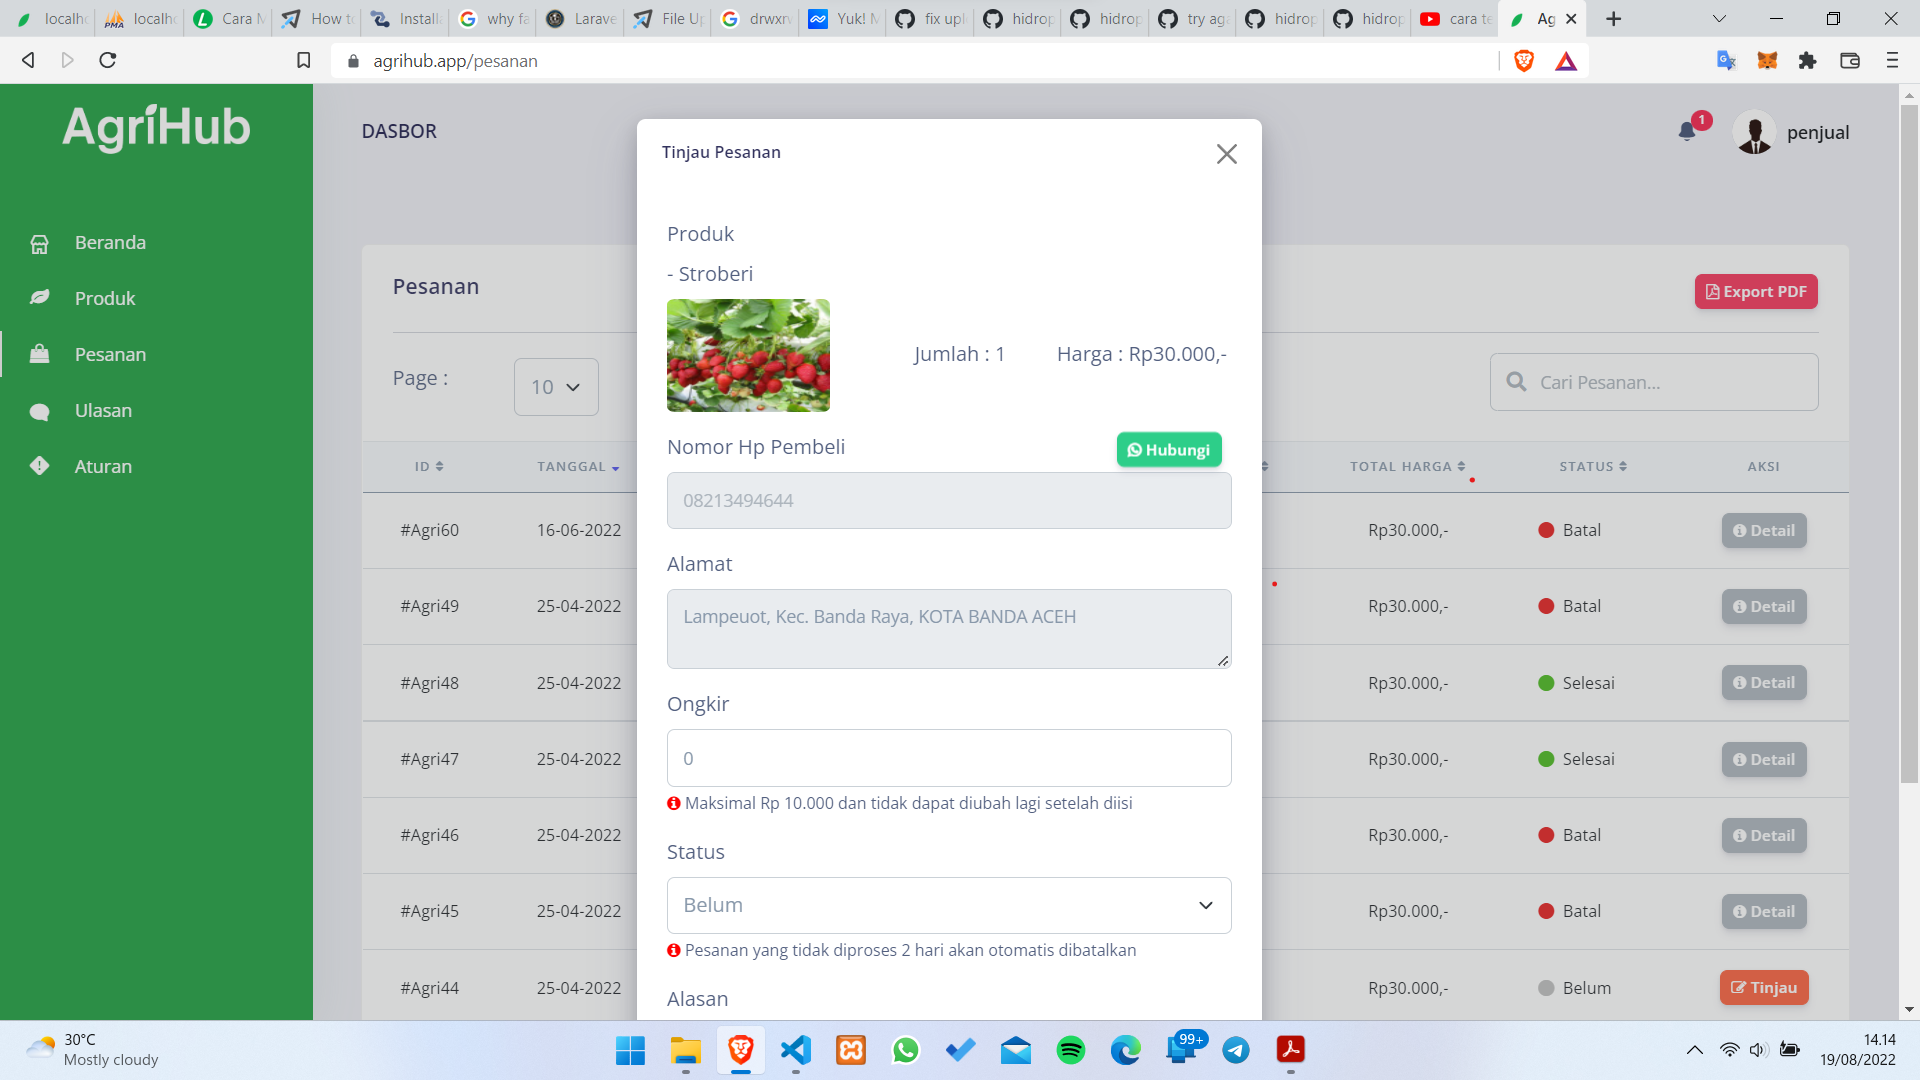 localho
localho
Cara M
How to
Install
why fa
Larave
File Up
drwxrw
Yuk! M
fix upl
hidrop
hidrop
try aga
hidrop
hidrop
cara te
Ag
agrihub.app/pesanan
AgriHub
Beranda
Produk
Pesanan
Ulasan
Aturan
DASBOR
1
penjual
Pesanan
Export PDF
Page :
10
Cari Pesanan...
ID
TANGGAL
TOTAL HARGA
STATUS
AKSI
#Agri60
16-06-2022
Rp30.000,-
Batal
Detail
#Agri49
25-04-2022
Rp30.000,-
Batal
Detail
#Agri48
25-04-2022
Rp30.000,-
Selesai
Detail
#Agri47
25-04-2022
Rp30.000,-
Selesai
Detail
#Agri46
25-04-2022
Rp30.000,-
Batal
Detail
#Agri45
25-04-2022
Rp30.000,-
Batal
Detail
#Agri44
25-04-2022
Rp30.000,-
Belum
Tinjau
Tinjau Pesanan
Produk
- Stroberi
Jumlah : 1
Harga : Rp30.000,-
Nomor Hp Pembeli
Hubungi
08213494644
Alamat
Lampeuot, Kec. Banda Raya, KOTA BANDA ACEH
Ongkir
0
Maksimal Rp 10.000 dan tidak dapat diubah lagi setelah diisi
Status
Belum
Pesanan yang tidak diproses 2 hari akan otomatis dibatalkan
Alasan
30°C
Mostly cloudy
99+
14.14
19/08/2022